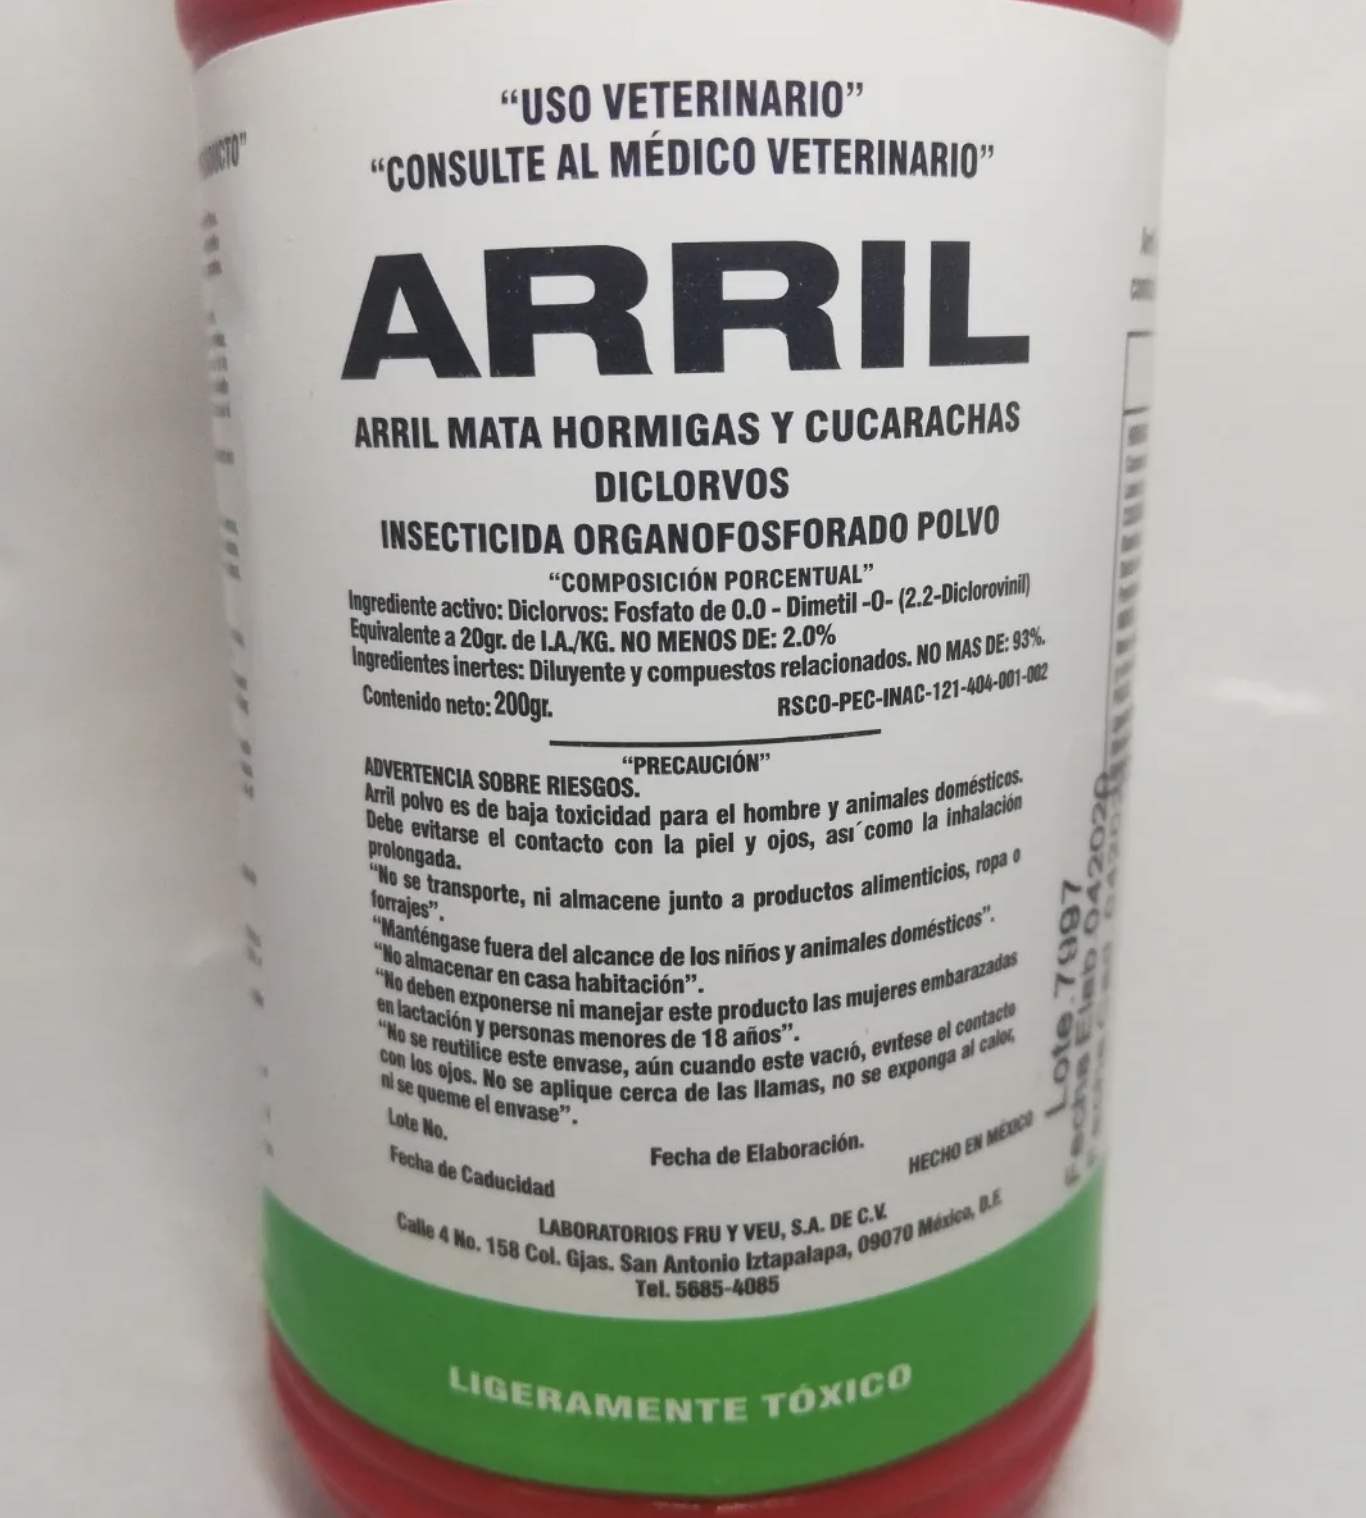 "USO VETERINARIO"
"CONSULTE AL MÉDICO VETERINARIO"
ARRIL
ARRIL MATA HORMIGAS Y CUCARACHAS
DICLORVOS
INSECTICIDA ORGANOFOSFORADO POLVO
"COMPOSICIÓN PORCENTUAL"
Ingrediente activo: Diclorvos: Fosfato de 0.0 - Dimetil -0- (2.2-Diclorovinil)
Equivalente a 20gr. de I.A./KG. NO MENOS DE: 2.0%
Ingredientes inertes: Diluyente y compuestos relacionados. NO MAS DE: 93%.
Contenido neto: 200gr. RSCO-PEC-INAC-121-404-001-002
"PRECAUCIÓN"
ADVERTENCIA SOBRE RIESGOS.
Arril polvo es de baja toxicidad para el hombre y animales domésticos.
Debe evitarse el contacto con la piel y ojos, asi´como la inhalación
prolongada.
"No se transporte, ni almacene junto a productos alimenticios, ropa o
forrajes".
"Manténgase fuera del alcance de los niños y animales domésticos".
"No almacenar en casa habitación".
"No deben exponerse ni manejar este producto las mujeres embarazadas
en lactación y personas menores de 18 años".
"No se reutilice este envase, aún cuando este vació, evítese el contacto
con los ojos. No se aplique cerca de las llamas, no se exponga al calor,
ni se queme el envase".
Lote No.
Fecha de Elaboración.
HECHO EN MÉXICO
Fecha de Caducidad
LABORATORIOS FRU Y VEU, S.A. DE C.V.
Calle 4 No. 158 Col. Gjas. San Antonio Iztapalapa, 09070 México, D.F.
Tel. 5685-4085
LIGERAMENTE TÓXICO
Lote.7997
Fecha Elab 042020